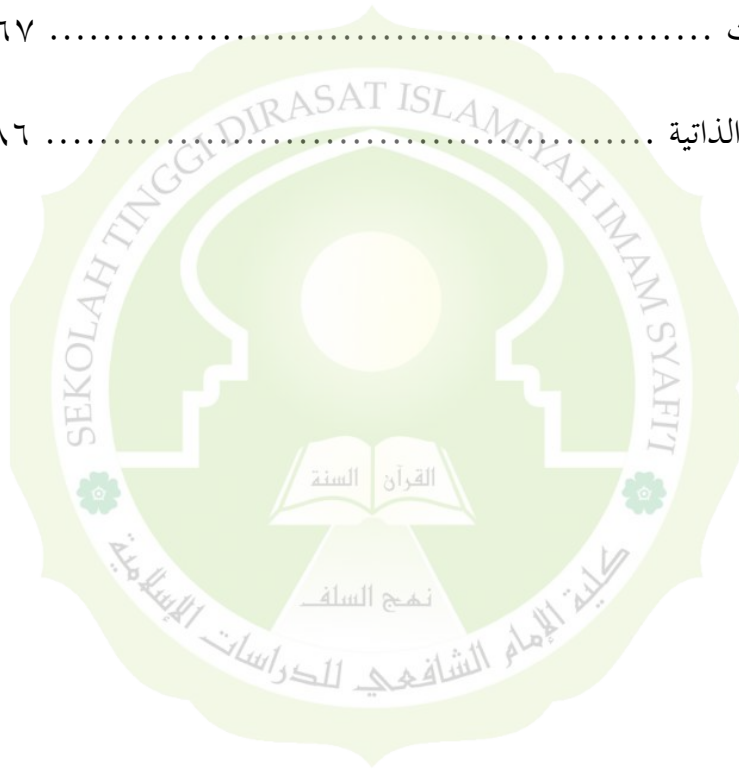 ................................................ ٦٧
الذاتية ............................................ ٨٦
SEKOLAH TINGGI DIRASAT ISLAMIYAH IMAM SYAFI'I
القرآن السنة
نهج السلف
كلية الإمام الشافعي للدراسات الإسلامية